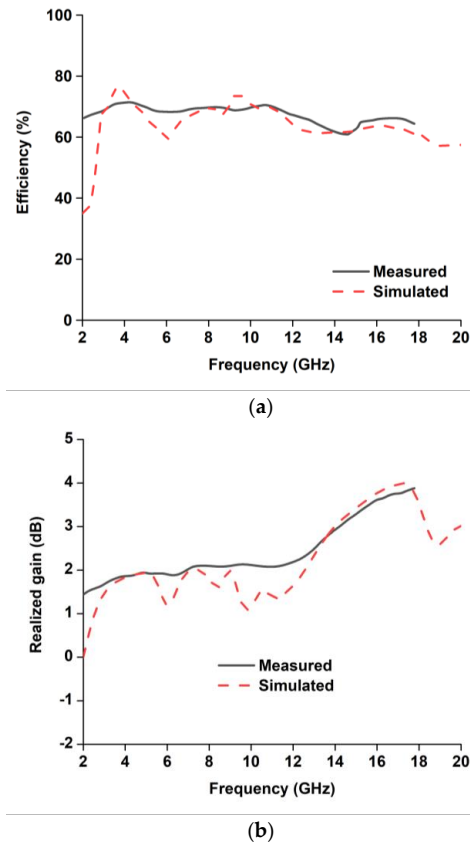 100
80
60
40
20
0
Efficiency (%)
Measured
Simulated
2 4 6 8 10 12 14 16 18 20
Frequency (GHz)
(a)
5
4
3
2
1
0
-1
-2
Realized gain (dB)
Measured
Simulated
2 4 6 8 10 12 14 16 18 20
Frequency (GHz)
(b)